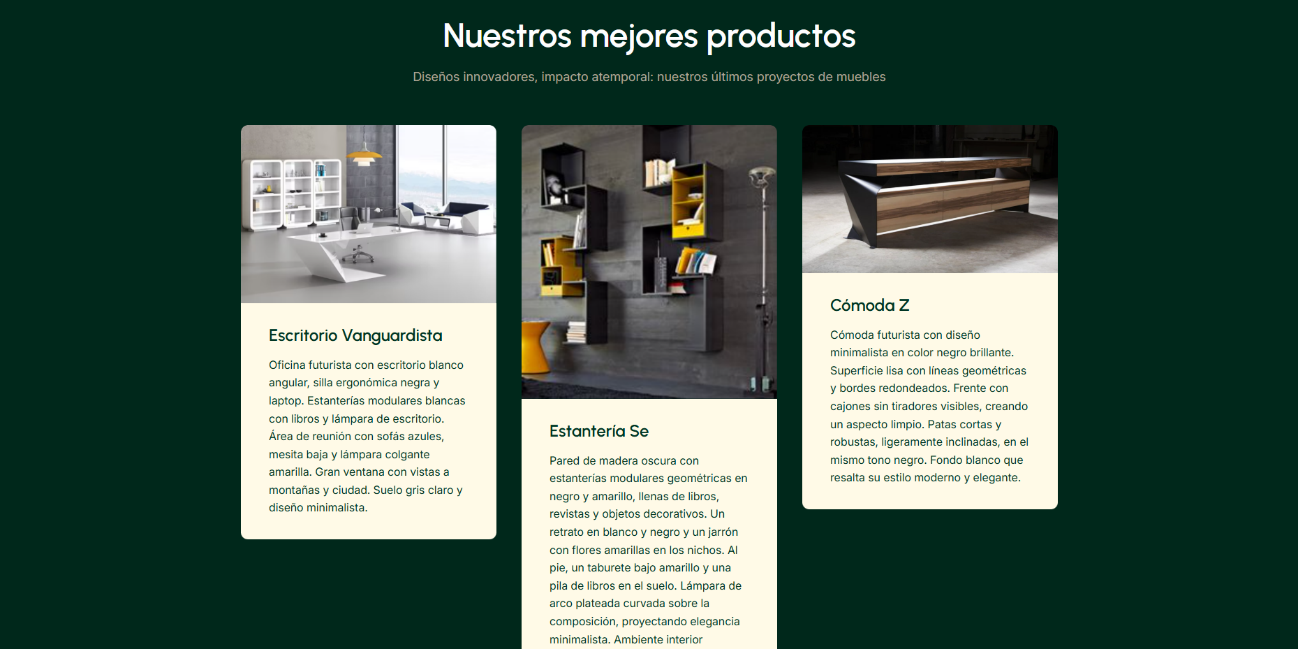 Nuestros mejores productos
Diseños innovadores, impacto atemporal: nuestros últimos proyectos de muebles
Escritorio Vanguardista
Oficina futurista con escritorio blanco
angular, silla ergonómica negra y
laptop. Estanterías modulares blancas
con libros y lámpara de escritorio.
Área de reunión con sofás azules,
mesita baja y lámpara colgante
amarilla. Gran ventana con vistas a
montañas y ciudad. Suelo gris claro y
diseño minimalista.
Estantería Se
Pared de madera oscura con
estanterías modulares geométricas en
negro y amarillo, llenas de libros,
revistas y objetos decorativos. Un
retrato en blanco y negro y un jarrón
con flores amarillas en los nichos. Al
pie, un taburete bajo amarillo y una
pila de libros en el suelo. Lámpara de
arco plateada curvada sobre la
composición, proyectando elegancia
minimalista. Ambiente interior
Cómoda Z
Cómoda futurista con diseño
minimalista en color negro brillante.
Superficie lisa con líneas geométricas
y bordes redondeados. Frente con
cajones sin tiradores visibles, creando
un aspecto limpio. Patas cortas y
robustas, ligeramente inclinadas, en el
mismo tono negro. Fondo blanco que
resalta su estilo moderno y elegante.